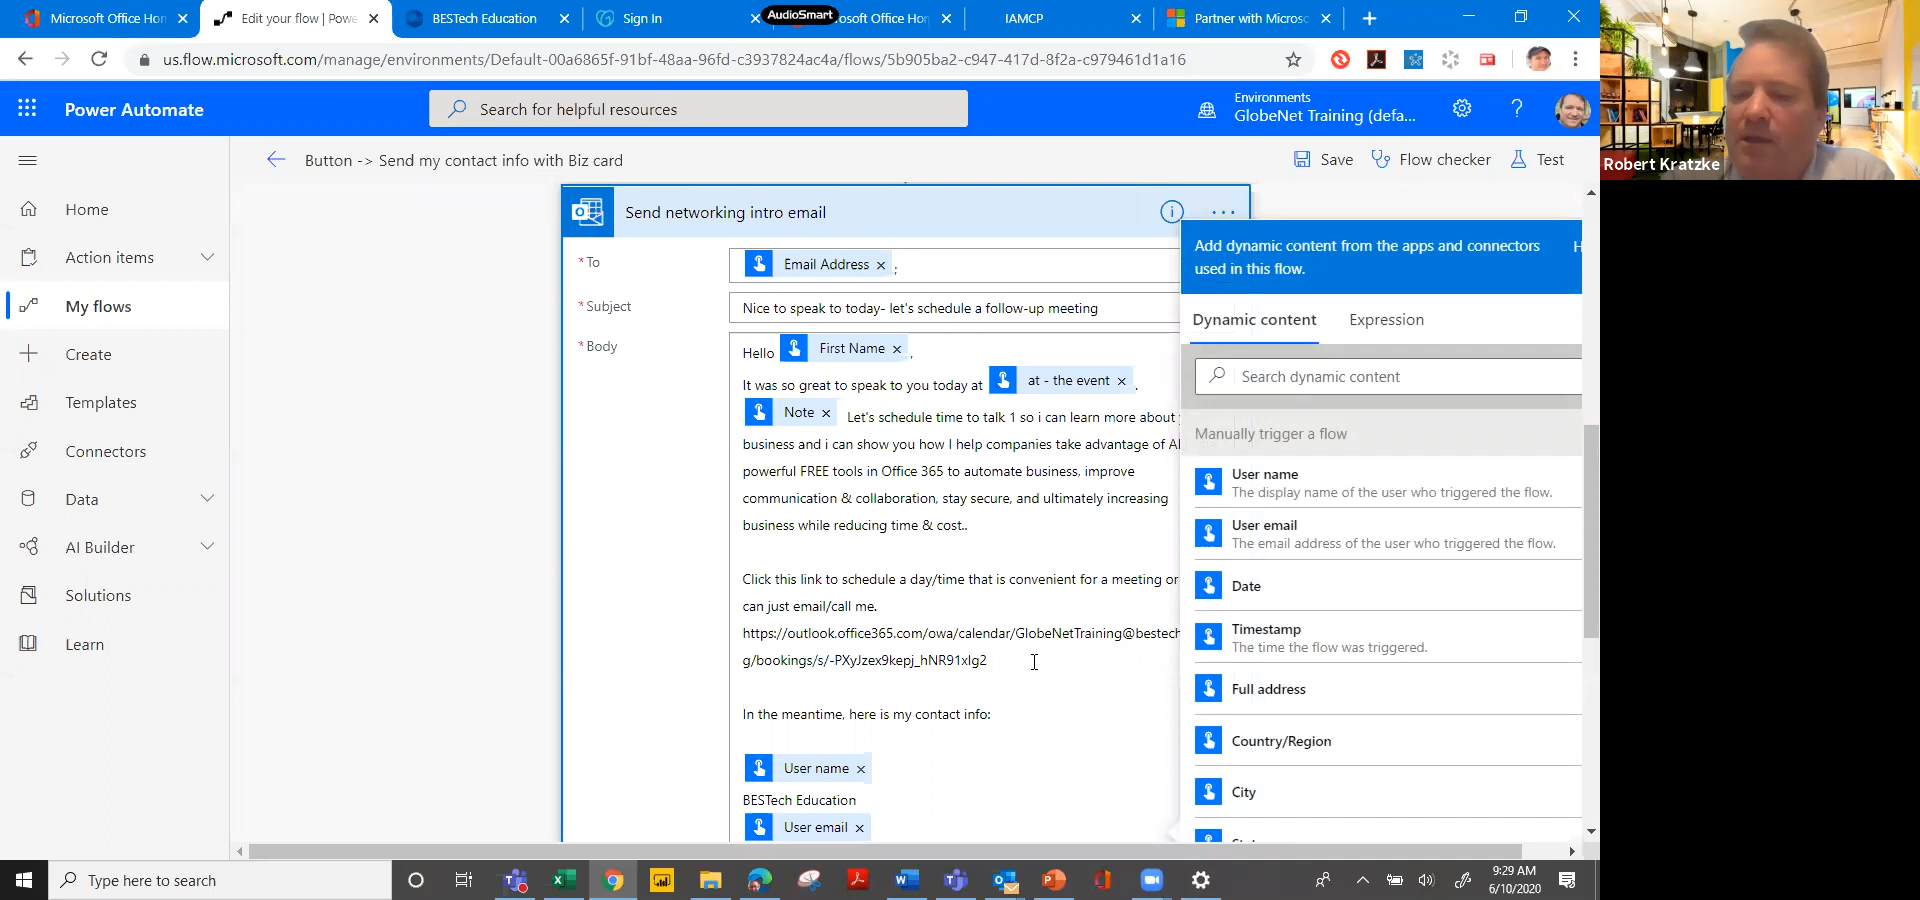 Microsoft Office Hom
Edit your flow | Powe
BESTech Education
Sign In
AudioSmart
osoft Office Hom
IAMCP
Partner with Microso
us.flow.microsoft.com/manage/environments/Default-00a6865f-91bf-48aa-96fd-c3937824ac4a/flows/5b905ba2-c947-417d-8f2a-c979461d1a16
Power Automate
Search for helpful resources
Environments
GlobeNet Training (defa...
Robert Kratzke
Button -> Send my contact info with Biz card
Save
Flow checker
Test
Home
Action items
My flows
Create
Templates
Connectors
Data
AI Builder
Solutions
Learn
Send networking intro email
* To
Email Address ;
* Subject
Nice to speak to today- let's schedule a follow-up meeting
* Body
Hello First Name ,
It was so great to speak to you today at at - the event .
Note Let's schedule time to talk 1 so i can learn more about
business and i can show you how I help companies take advantage of
powerful FREE tools in Office 365 to automate business, improve
communication & collaboration, stay secure, and ultimately increasing
business while reducing time & cost..
Click this link to schedule a day/time that is convenient for a meeting or
can just email/call me.
https://outlook.office365.com/owa/calendar/GlobeNetTraining@bestech
g/bookings/s/-PXyJzex9kepj_hNR91xlg2
In the meantime, here is my contact info:
User name
BESTech Education
User email
Add dynamic content from the apps and connectors
used in this flow.
H
Dynamic content
Expression
Search dynamic content
Manually trigger a flow
User name
The display name of the user who triggered the flow.
User email
The email address of the user who triggered the flow.
Date
Timestamp
The time the flow was triggered.
Full address
Country/Region
City
Type here to search
9:29 AM
6/10/2020